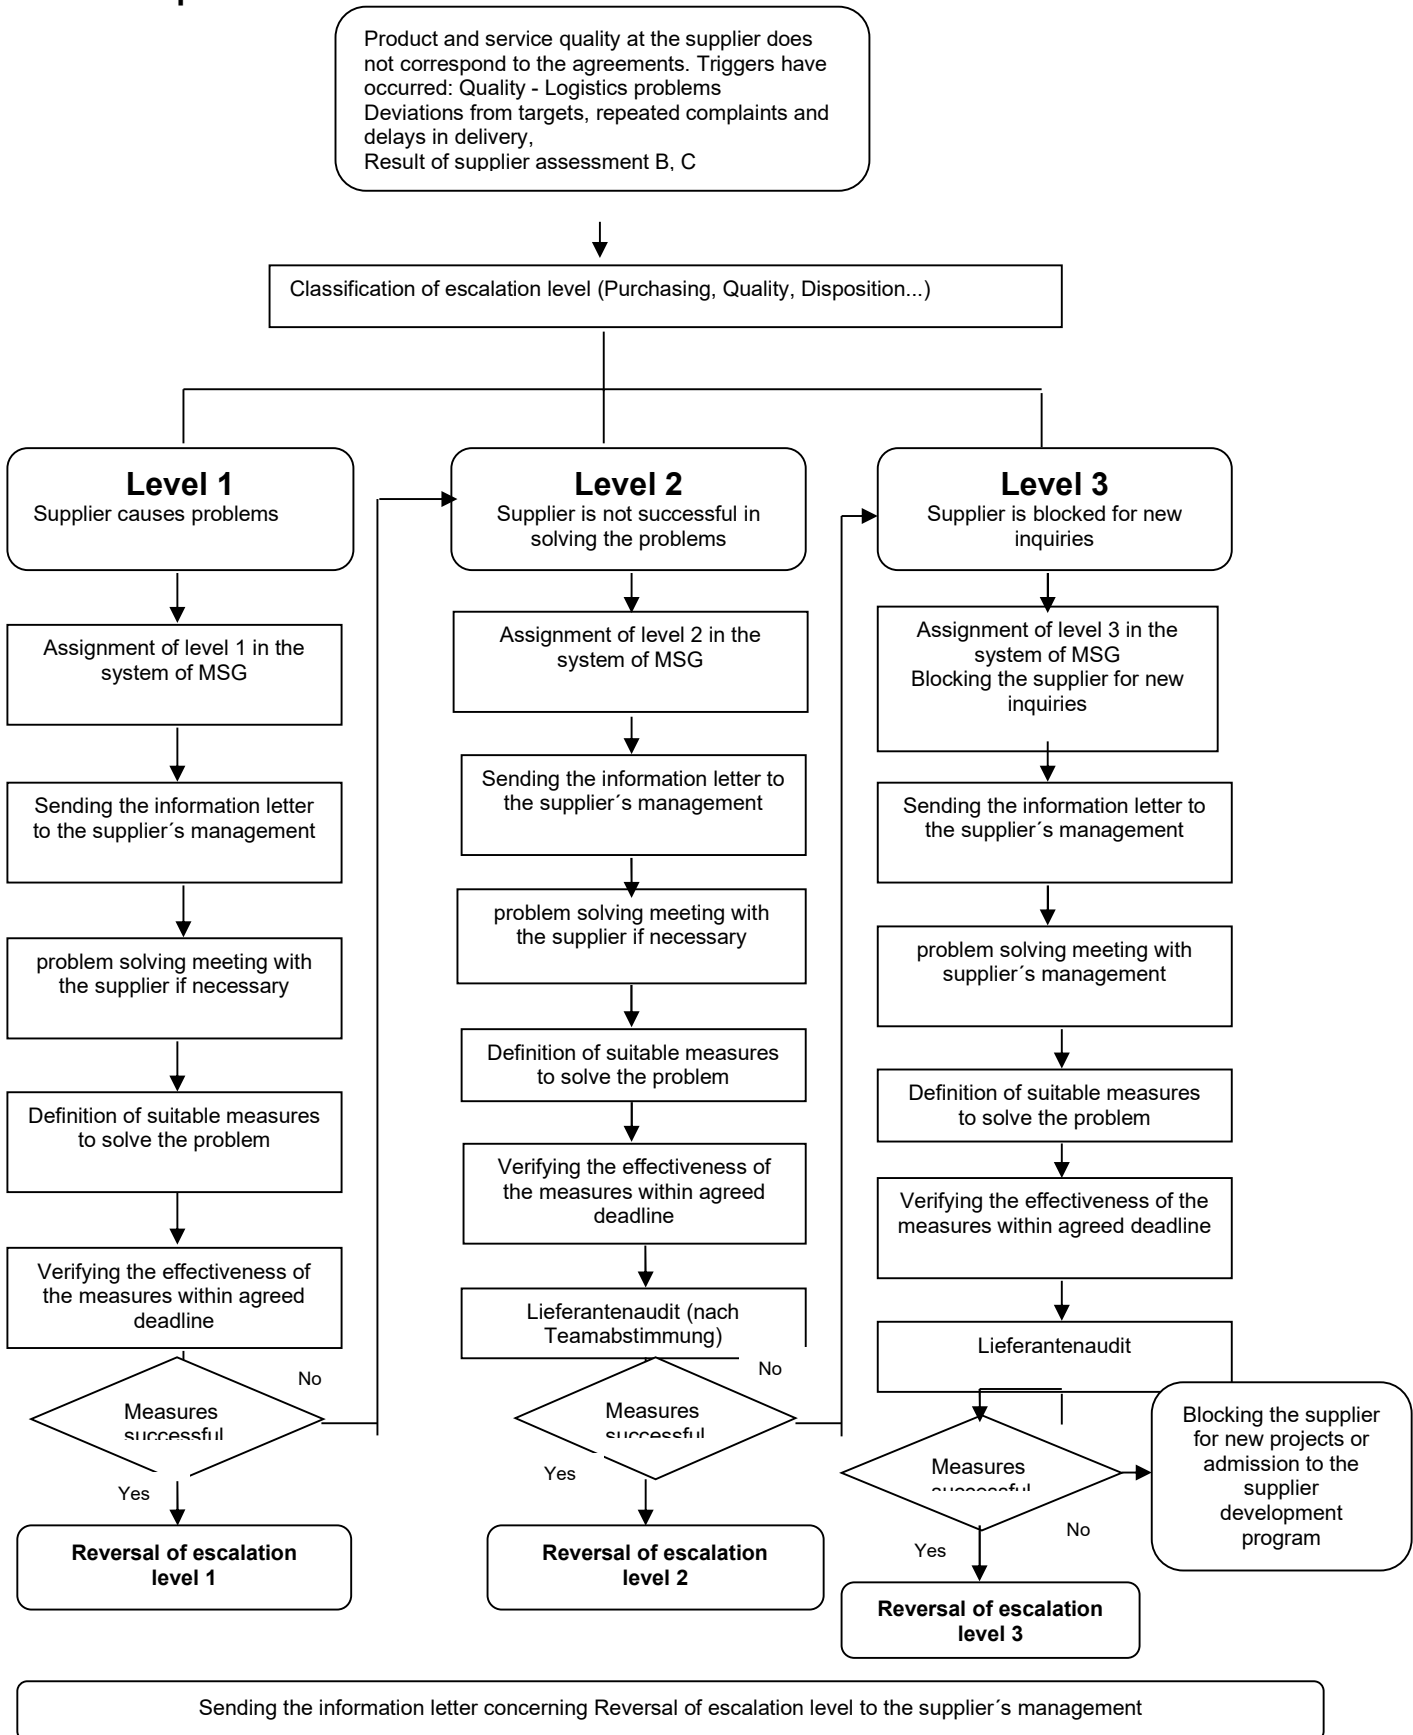 Product and service quality at the supplier does
not correspond to the agreements. Triggers have
occurred: Quality - Logistics problems
Deviations from targets, repeated complaints and
delays in delivery,
Result of supplier assessment B, C
Classification of escalation level (Purchasing, Quality, Disposition...)
Level 1
Supplier causes problems
Assignment of level 1 in the
system of MSG
Sending the information letter
to the supplier´s management
problem solving meeting with
the supplier if necessary
Definition of suitable measures
to solve the problem
Verifying the effectiveness of
the measures within agreed
deadline
No
Measures
successful
Yes
Reversal of escalation
level 1
Level 2
Supplier is not successful in
solving the problems
Assignment of level 2 in the
system of MSG
Sending the information letter to
the supplier´s management
problem solving meeting with
the supplier if necessary
Definition of suitable measures
to solve the problem
Verifying the effectiveness of
the measures within agreed
deadline
Lieferantenaudit (nach
Teamabstimmung)
No
Measures
successful
Yes
Reversal of escalation
level 2
Level 3
Supplier is blocked for new
inquiries
Assignment of level 3 in the
system of MSG
Blocking the supplier for new
inquiries
Sending the information letter to
the supplier´s management
problem solving meeting with
supplier´s management
Definition of suitable measures
to solve the problem
Verifying the effectiveness of the
measures within agreed deadline
Lieferantenaudit
Measures
successful
No
Yes
Blocking the supplier
for new projects or
admission to the
supplier
development
program
Reversal of escalation
level 3
Sending the information letter concerning Reversal of escalation level to the supplier´s management